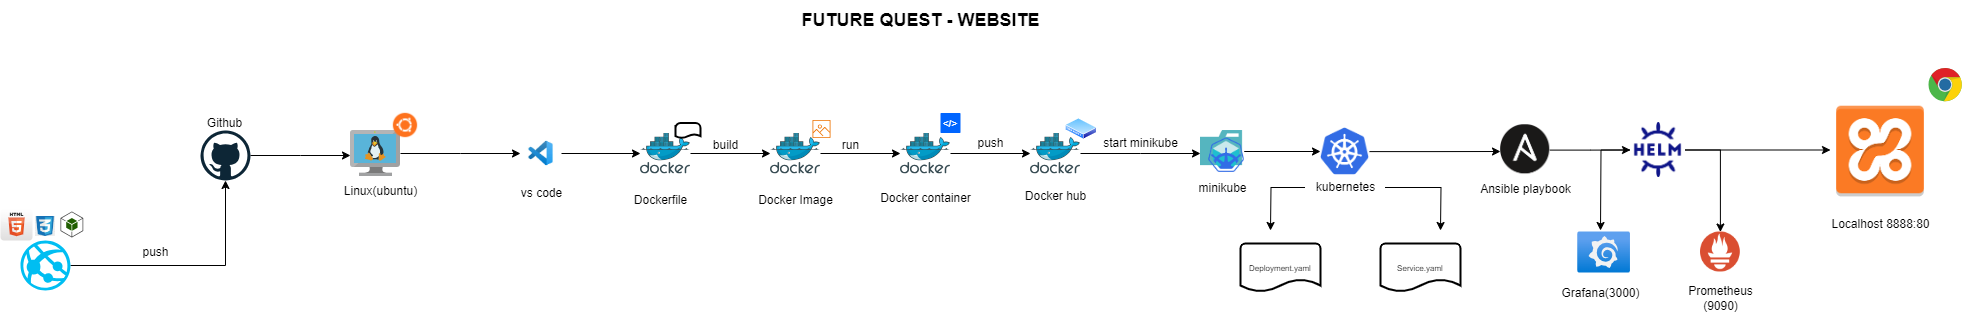 FUTURE QUEST - WEBSITE
Github
Linux(ubuntu)
vs code
docker
Dockerfile
build
docker
Docker Image
run
</>
docker
Docker container
push
docker
Docker hub
start minikube
minikube
kubernetes
Deployment.yaml
Service.yaml
A
Ansible playbook
HELM
Grafana(3000)
Prometheus
(9090)
Localhost 8888:80
HTML
5
3
push